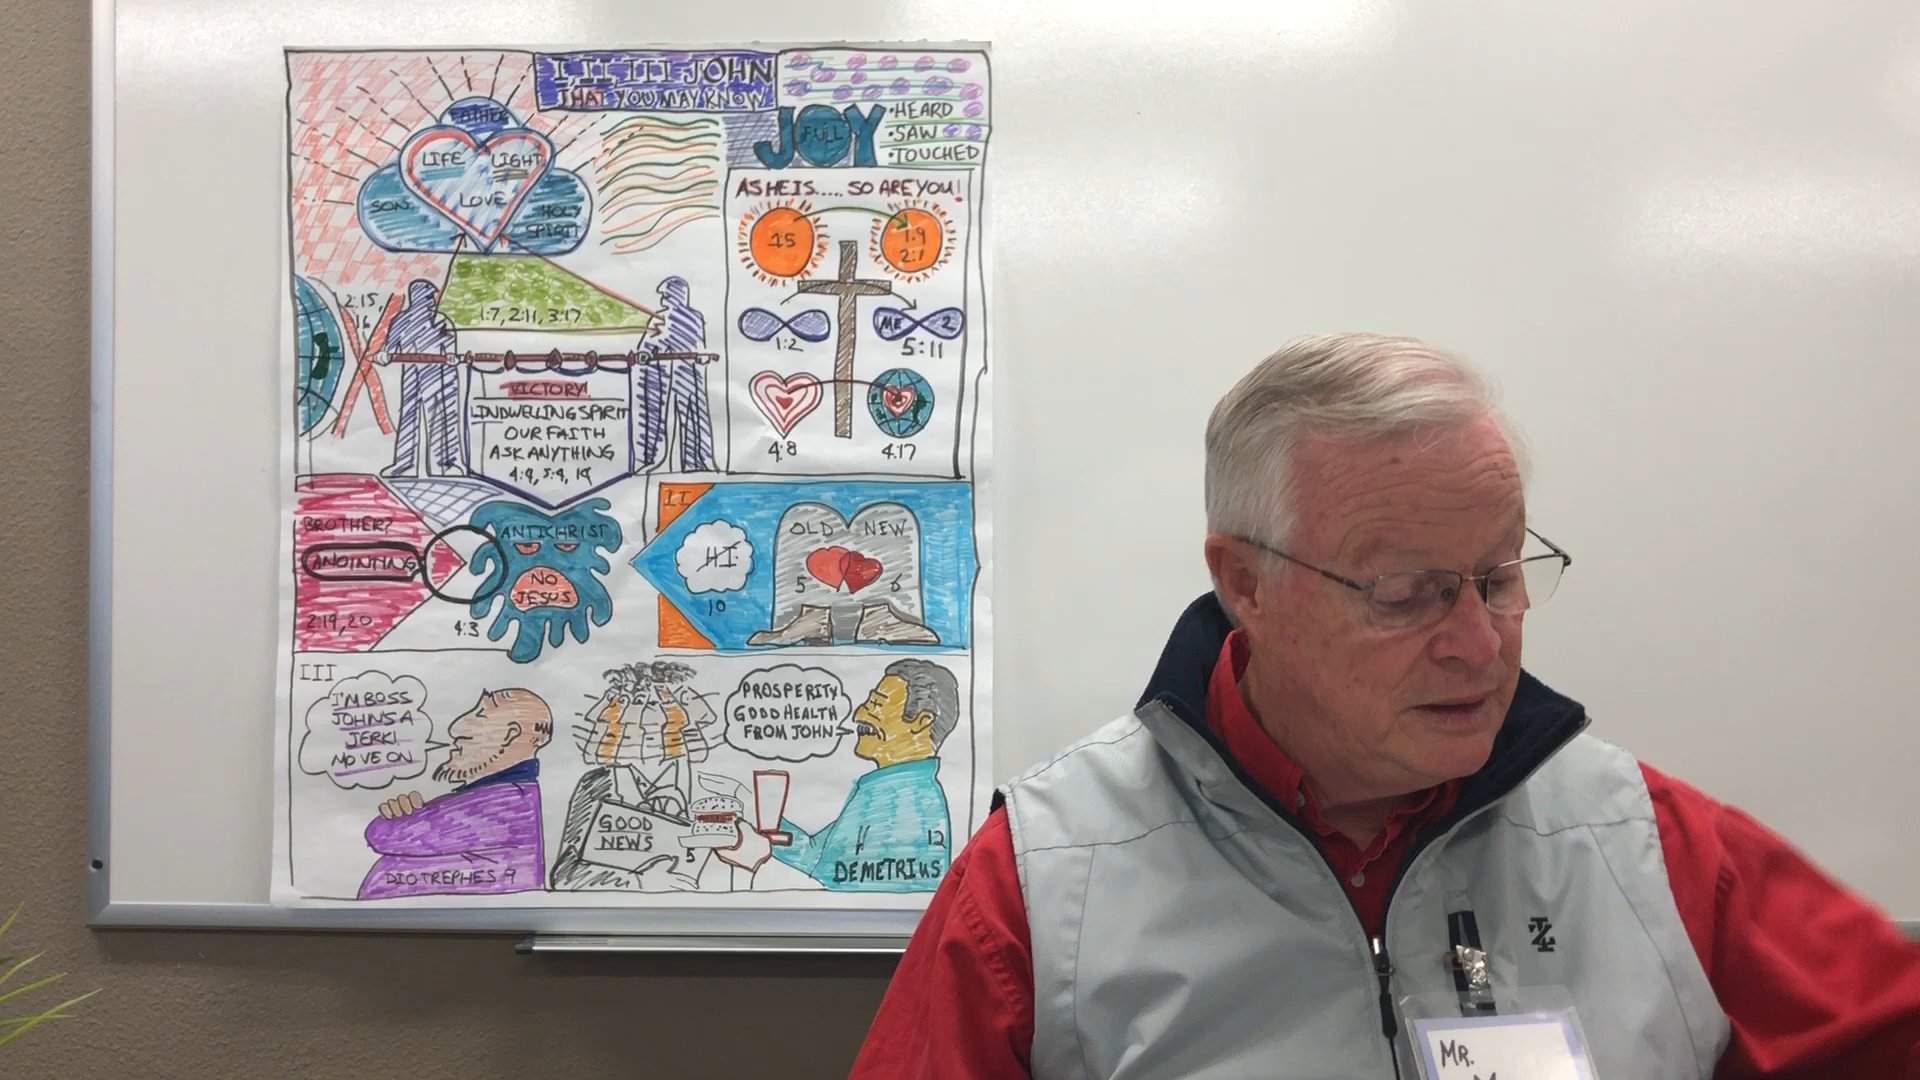 I, II, III JOHN
THAT YOU MAY KNOW
FATHER
LIFE LIGHT
LOVE
SON
HOLY
SPIRIT
JOY
FULL
•HEARD
•SAW
•TOUCHED
AS HE IS..... SO ARE YOU!
15
1:9
2:1
1:2
ME 2
5:11
4:8
4:17
2:15,
16
1:7, 2:11, 3:17
VICTORY!
INDWELLING SPIRIT
OUR FAITH
ASK ANYTHING
4:4, 5:4, 14
BROTHER?
ANOINTING
2:19,20
ANTICHRIST
NO
JESUS
4:3
II
HI
10
OLD NEW
5 6
III
I'M BOSS
JOHN'S A
JERK!
MOVE ON
DIOTREPHES 9
GOOD
NEWS
5
PROSPERITY
GOOD HEALTH
FROM JOHN
12
DEMETRIUS
MR.